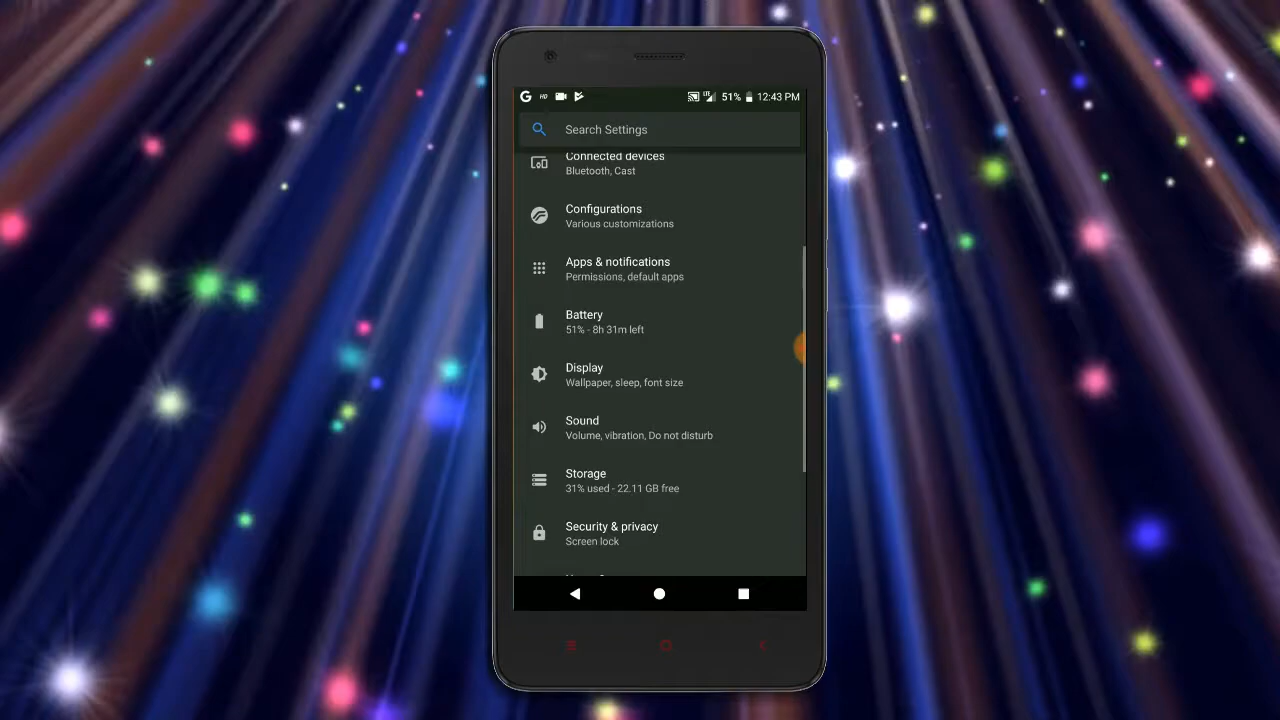 HD LTE 51% 12:43 PM
Search Settings
Connected devices
Bluetooth, Cast
Configurations
Various customizations
Apps & notifications
Permissions, default apps
Battery
51% - 8h 31m left
Display
Wallpaper, sleep, font size
Sound
Volume, vibration, Do not disturb
Storage
31% used - 22.11 GB free
Security & privacy
Screen lock